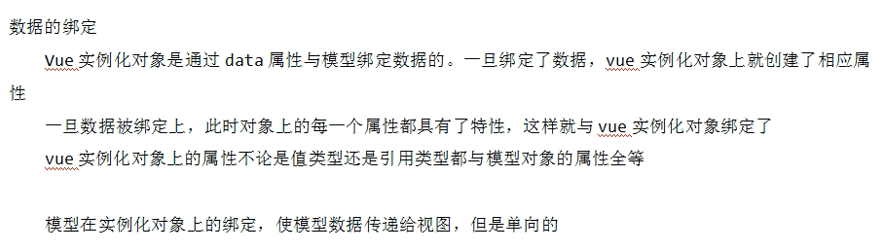 数据的绑定
Vue 实例化对象是通过 data 属性与模型绑定数据的。一旦绑定了数据，vue 实例化对象上就创建了相应属
性
一旦数据被绑定上，此时对象上的每一个属性都具有了特性，这样就与 vue 实例化对象绑定了
vue 实例化对象上的属性不论是值类型还是引用类型都与模型对象的属性全等
模型在实例化对象上的绑定，使模型数据传递给视图，但是单向的